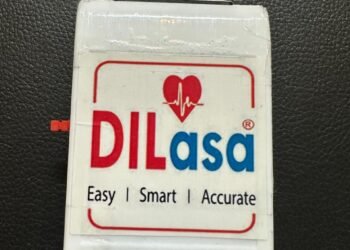 DILasa®
Easy | Smart | Accurate